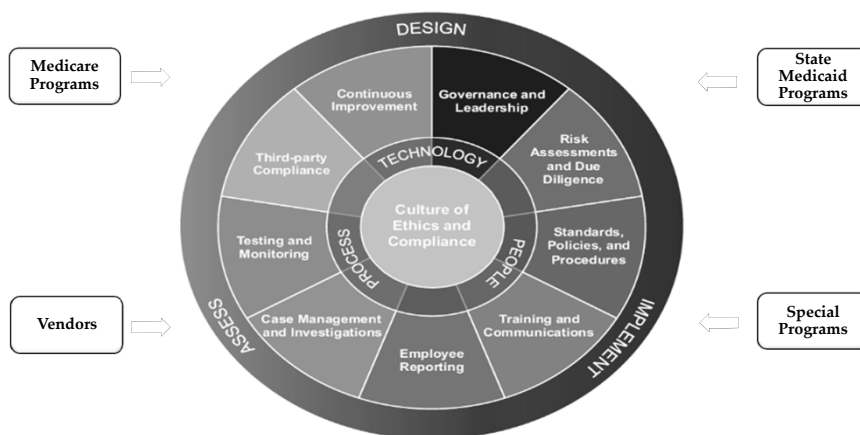 DESIGN
Medicare
Programs
State
Medicaid
Programs
Continuous
Improvement
Governance and
Leadership
Third-party
Compliance
TECHNOLOGY
Risk
Assessments
and Due
Diligence
Culture of
Ethics and
Compliance
Testing and
Monitoring
PROCESS
PEOPLE
Standards,
Policies, and
Procedures
Vendors
ASSESS
Case Management
and Investigations
Employee
Reporting
Training and
Communications
IMPLEMENT
Special
Programs